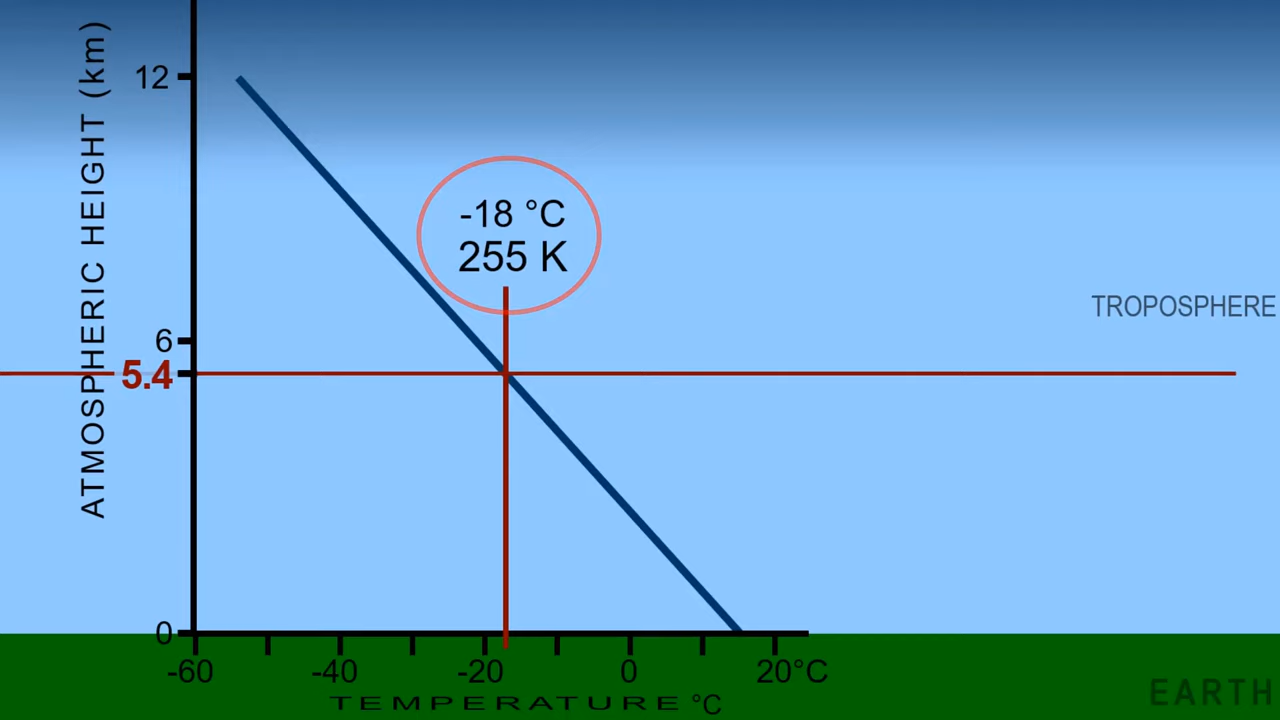 ATMOSPHERIC HEIGHT (km)
12
-18 °C
255 K
TROPOSPHERE
6
5.4
0
-60 -40 -20 0 20°C
TEMPERATURE °C
EARTH